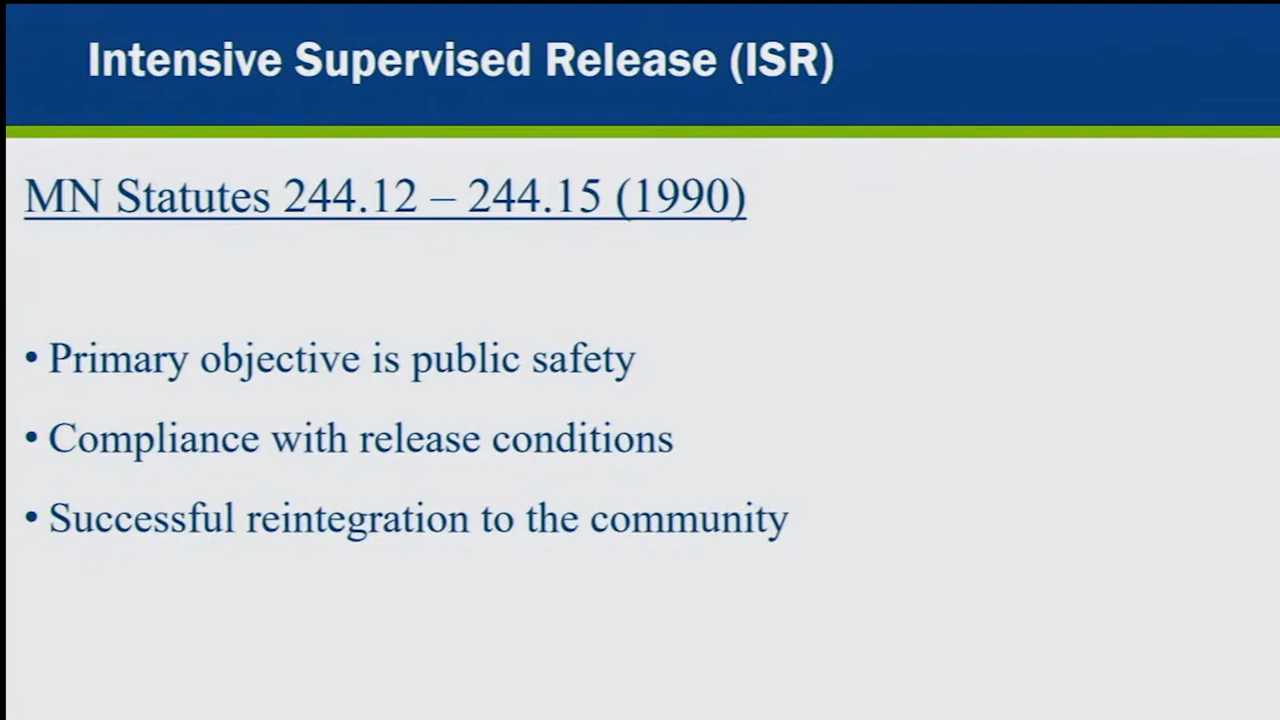 Intensive Supervised Release (ISR)
MN Statutes 244.12 – 244.15 (1990)
• Primary objective is public safety
• Compliance with release conditions
• Successful reintegration to the community